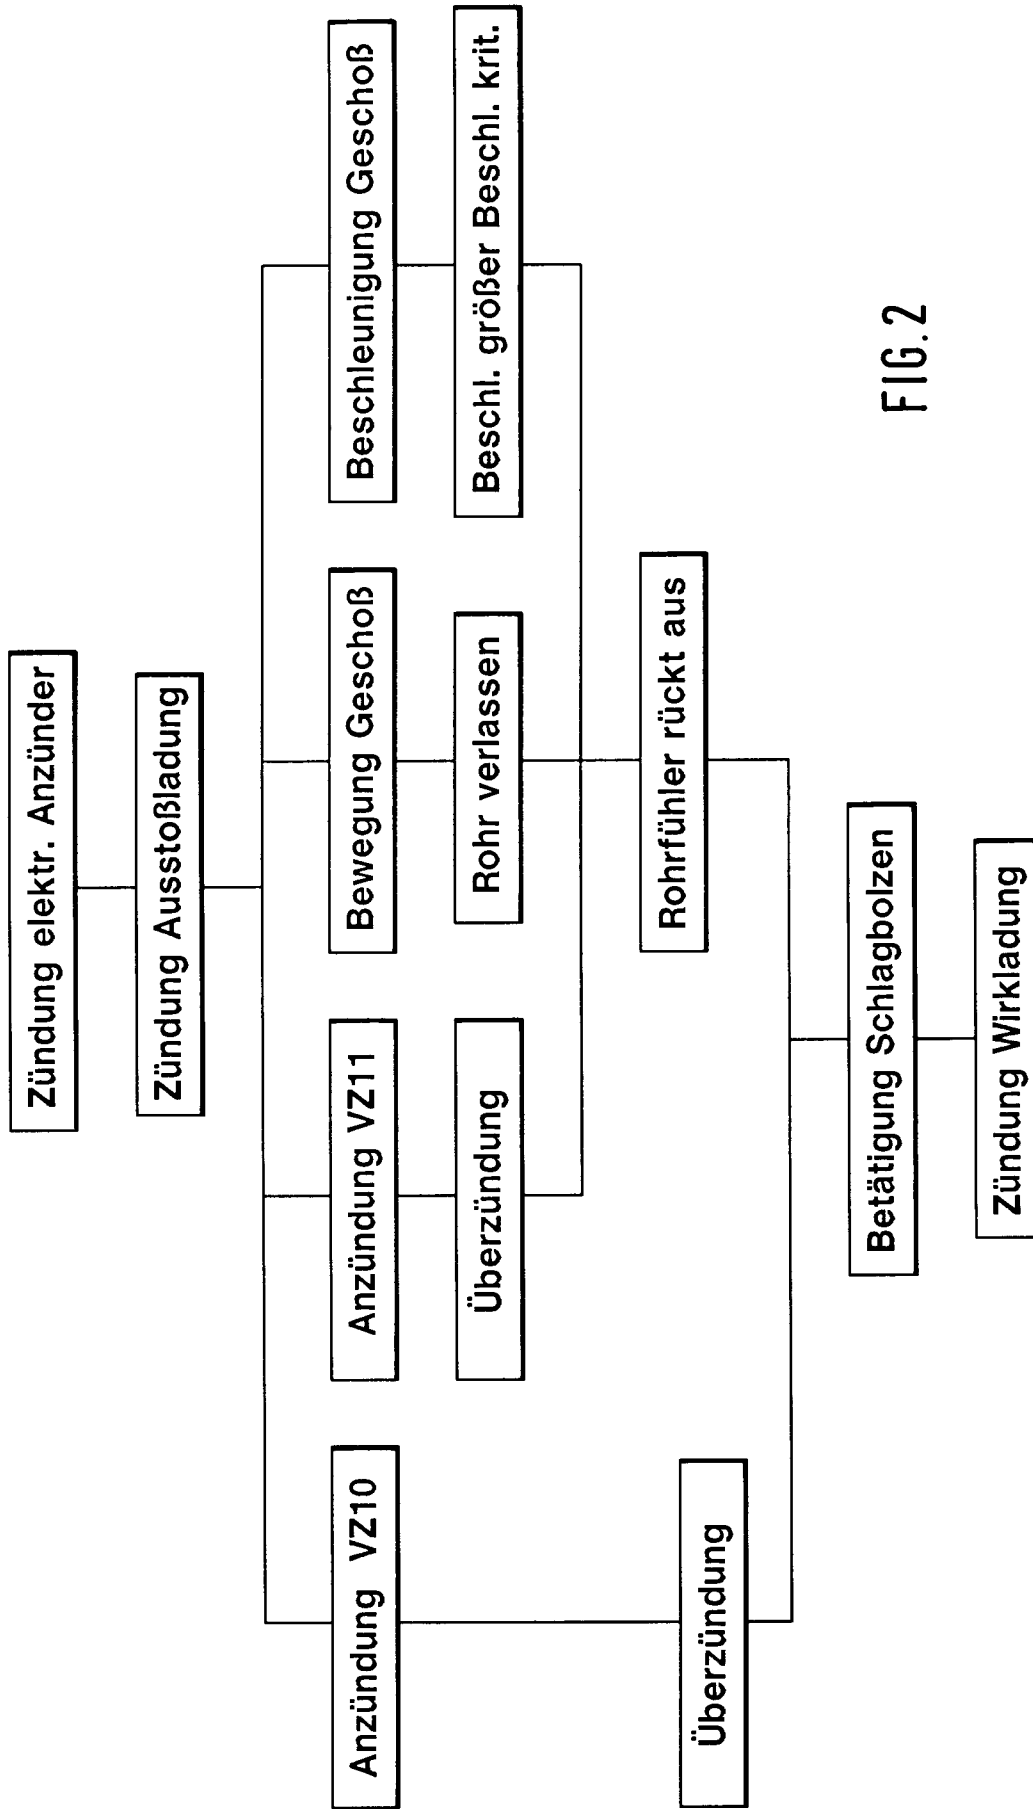 Zündung elektr. Anzünder
Zündung Ausstoßladung
Anzündung VZ10
Anzündung VZ11
Bewegung Geschoß
Beschleunigung Geschoß
Überzündung
Rohr verlassen
Beschl. größer Beschl. krit.
Rohrfühler rückt aus
Überzündung
Betätigung Schlagbolzen
Zündung Wirkladung
FIG.2